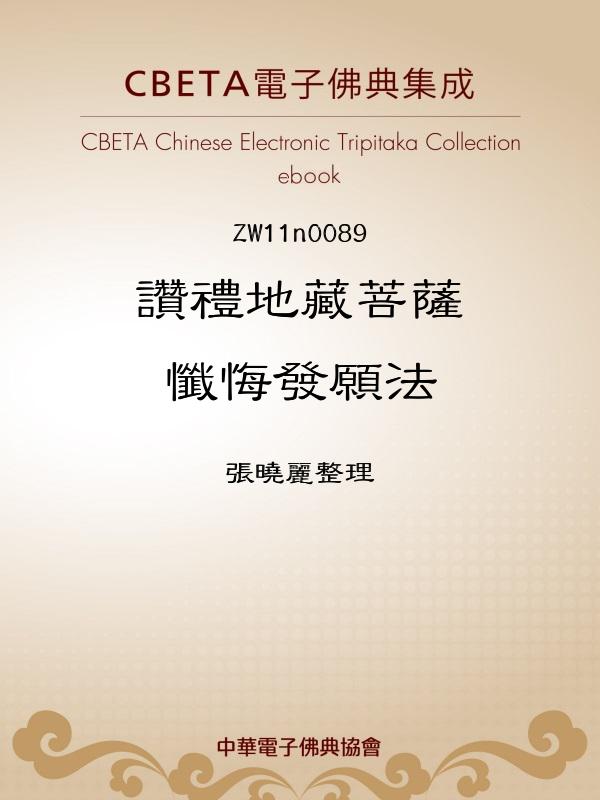 CBETA電子佛典集成
CBETA Chinese Electronic Tripitaka Collection
ebook
ZW11n0089
讚禮地藏菩薩
懺悔發願法
張曉麗整理
中華電子佛典協會